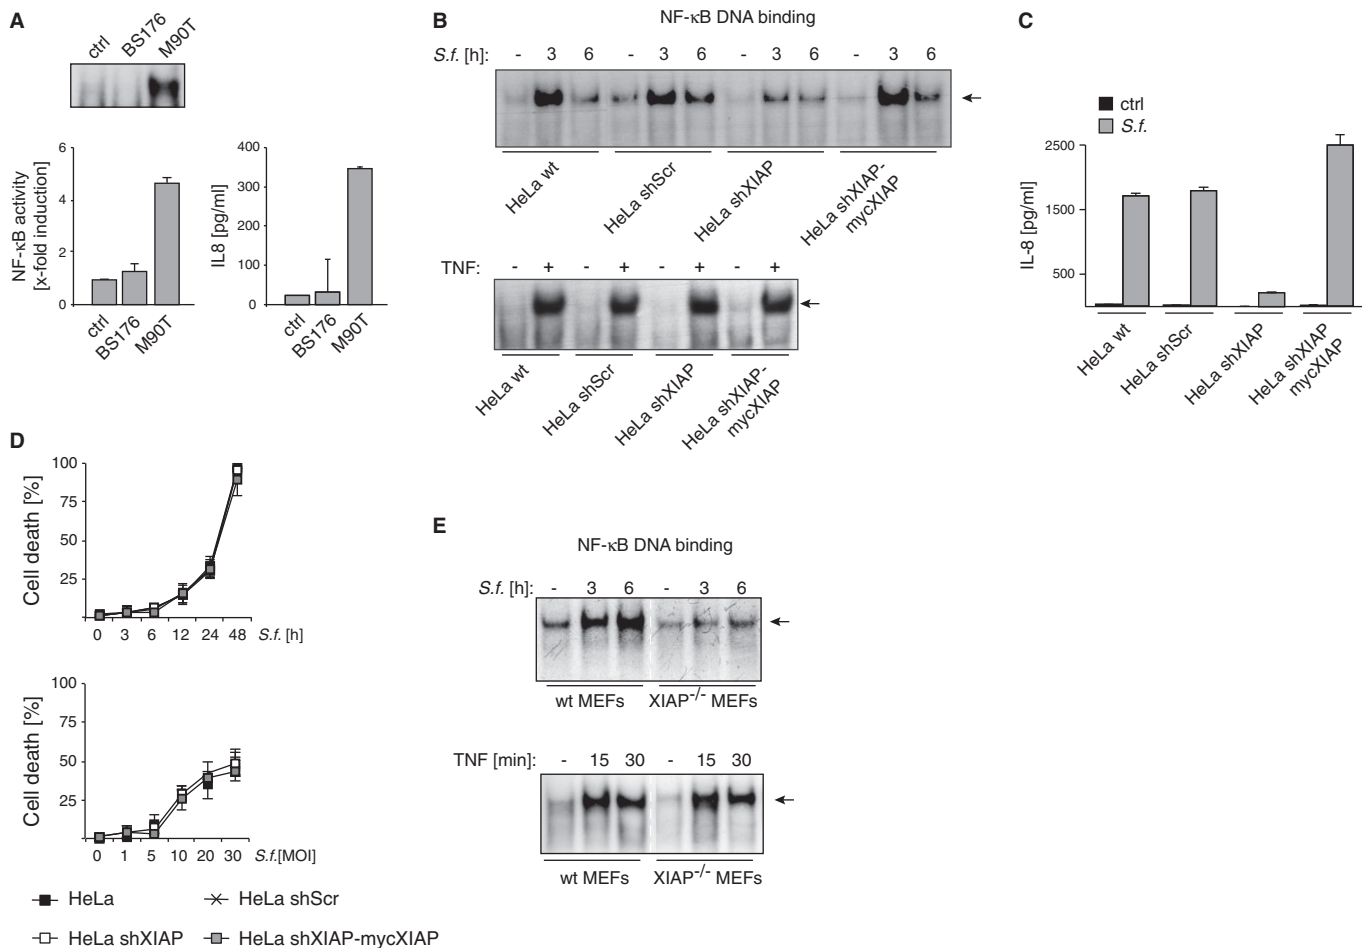 A
ctrl
BS176
M90T
NF-κB activity
[x-fold induction]
6
4
2
0
ctrl
BS176
M90T
IL8 [pg/ml]
400
300
200
100
0
ctrl
BS176
M90T
B
NF-κB DNA binding
S.f. [h]: - 3 6 - 3 6 - 3 6 - 3 6
HeLa wt
HeLa shScr
HeLa shXIAP
HeLa shXIAP-
mycXIAP
TNF: - + - + - + - +
HeLa wt
HeLa shScr
HeLa shXIAP
HeLa shXIAP-
mycXIAP
C
ctrl
S.f.
IL-8 [pg/ml]
2500
1500
500
HeLa wt
HeLa shScr
HeLa shXIAP
HeLa shXIAP
mycXIAP
D
Cell death [%]
100
75
50
25
0 3 6 12 24 48 S.f. [h]
Cell death [%]
100
75
50
25
0 1 5 10 20 30 S.f.[MOI]
HeLa
HeLa shScr
HeLa shXIAP
HeLa shXIAP-mycXIAP
E
NF-κB DNA binding
S.f. [h]: - 3 6 - 3 6
wt MEFs XIAP-/- MEFs
TNF [min]: - 15 30 - 15 30
wt MEFs XIAP-/- MEFs